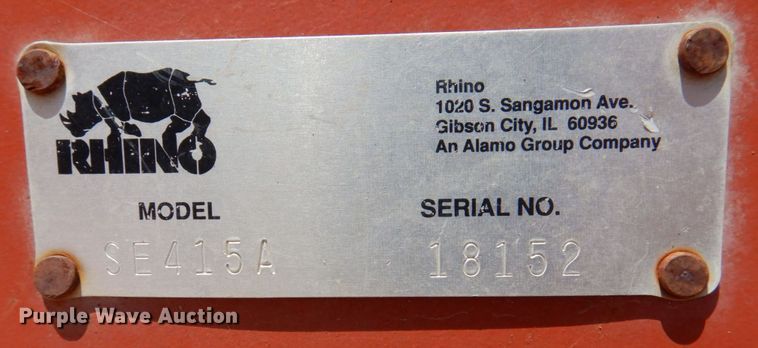 RHINO
Rhino
1020 S. Sangamon Ave.
Gibson City, IL 60936
An Alamo Group Company
MODEL SERIAL NO.
SE415A 18152
Purple Wave Auction